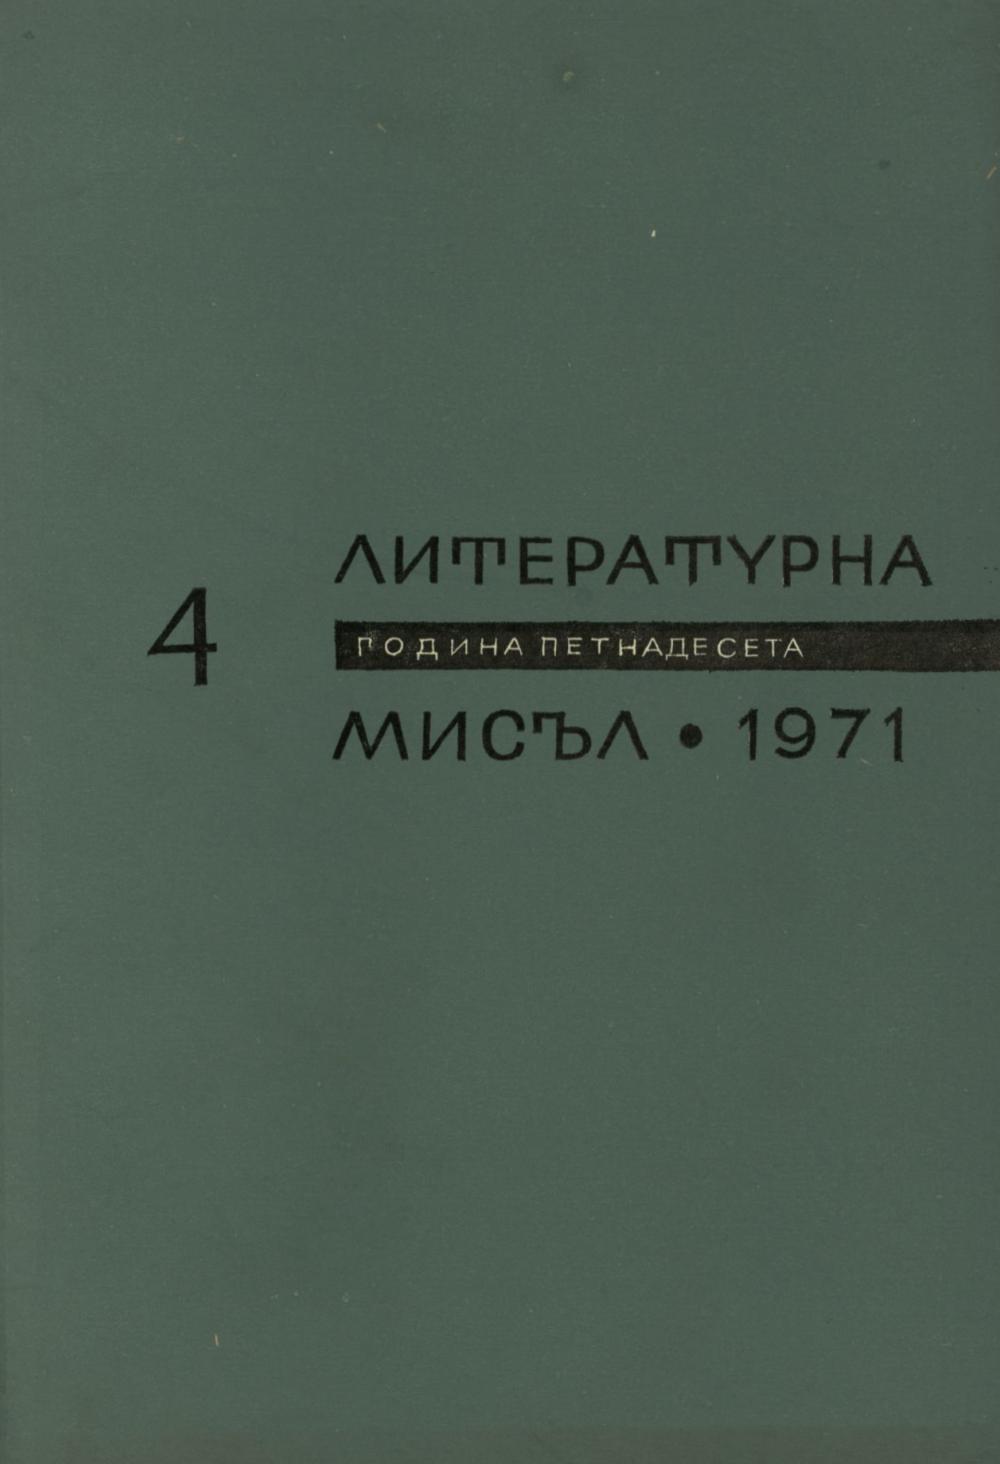 4
ЛИТЕРАТУРНА
ГОДИНА ПЕТНАДЕСЕТА
МИСЪЛ • 1971